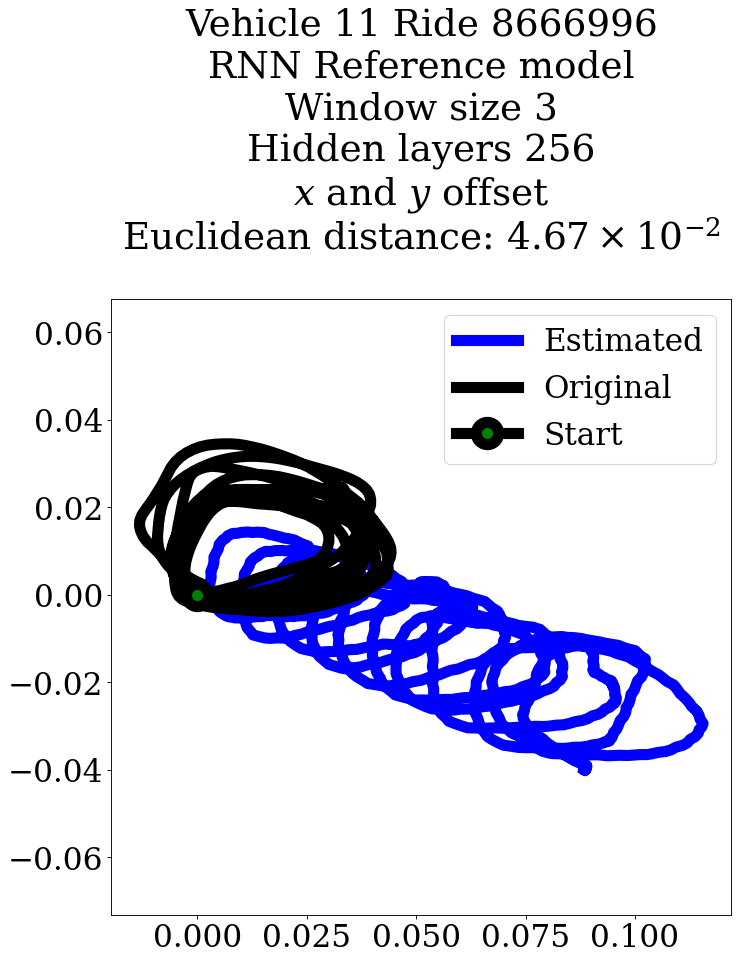 Vehicle 11 Ride 8666996
RNN Reference model
Window size 3
Hidden layers 256
x and y offset
Euclidean distance: 4.67 × 10⁻²
Estimated
Original
Start
0.06
0.04
0.02
0.00
−0.02
−0.04
−0.06
0.000 0.025 0.050 0.075 0.100